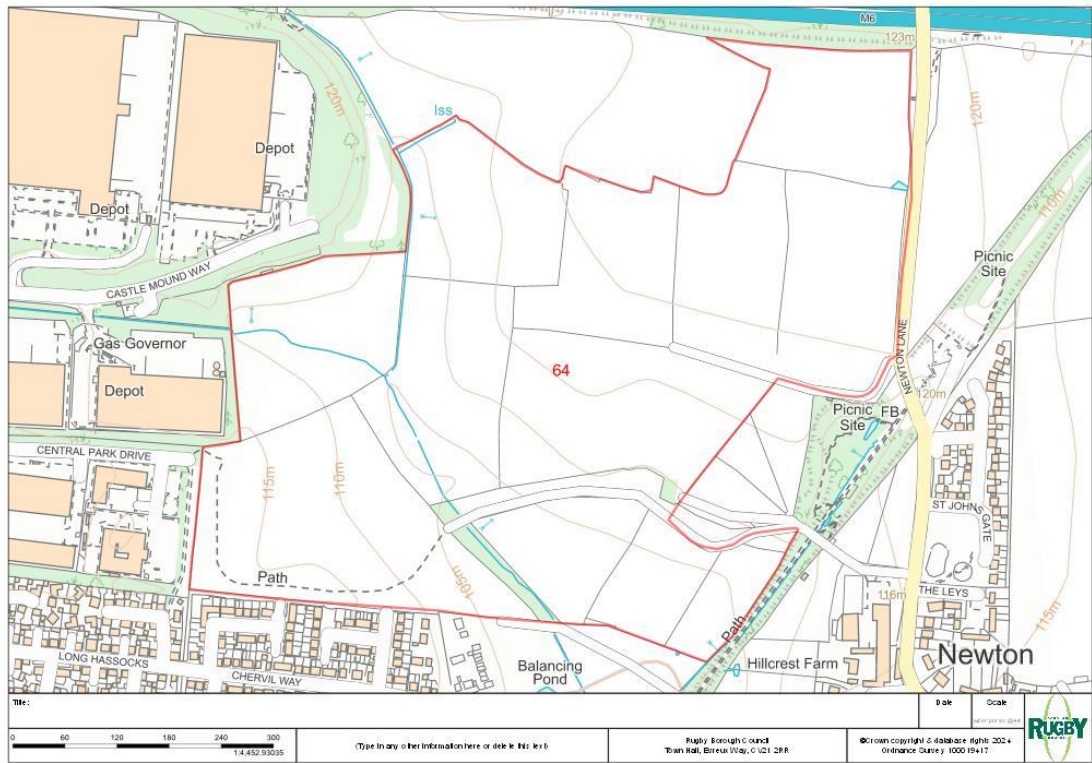 M6
123m
120m
Iss
120m
Depot
110m
Depot
Picnic
Site
CASTLE MOUND WAY
Gas Governor
NEWTON LANE
64
Depot
120m
Picnic
Site
FB
CENTRAL PARK DRIVE
115m
110m
ST JOHNS GATE
Path
105m
THE LEYS
116m
115m
Path
LONG HASSOCKS
CHERVIL WAY
Balancing
Pond
Hillcrest Farm
Newton
Title:
Date
Scale
0 60 120 180 240 300
1:4,452.93035
(Type in any other information here or delete this text)
Rugby Borough Council
Town Hall, Evreux Way, CV21 2RR
©Crown copyright & database rights 2024
Ordnance Survey 100019417
RUGBY